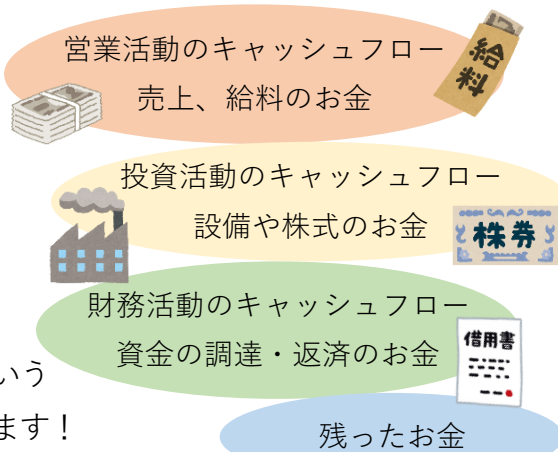 営業活動のキャッシュフロー
売上、給料のお金
給料
投資活動のキャッシュフロー
設備や株式のお金
株券
財務活動のキャッシュフロー
資金の調達・返済のお金
借用書
いう
ます！
残ったお金